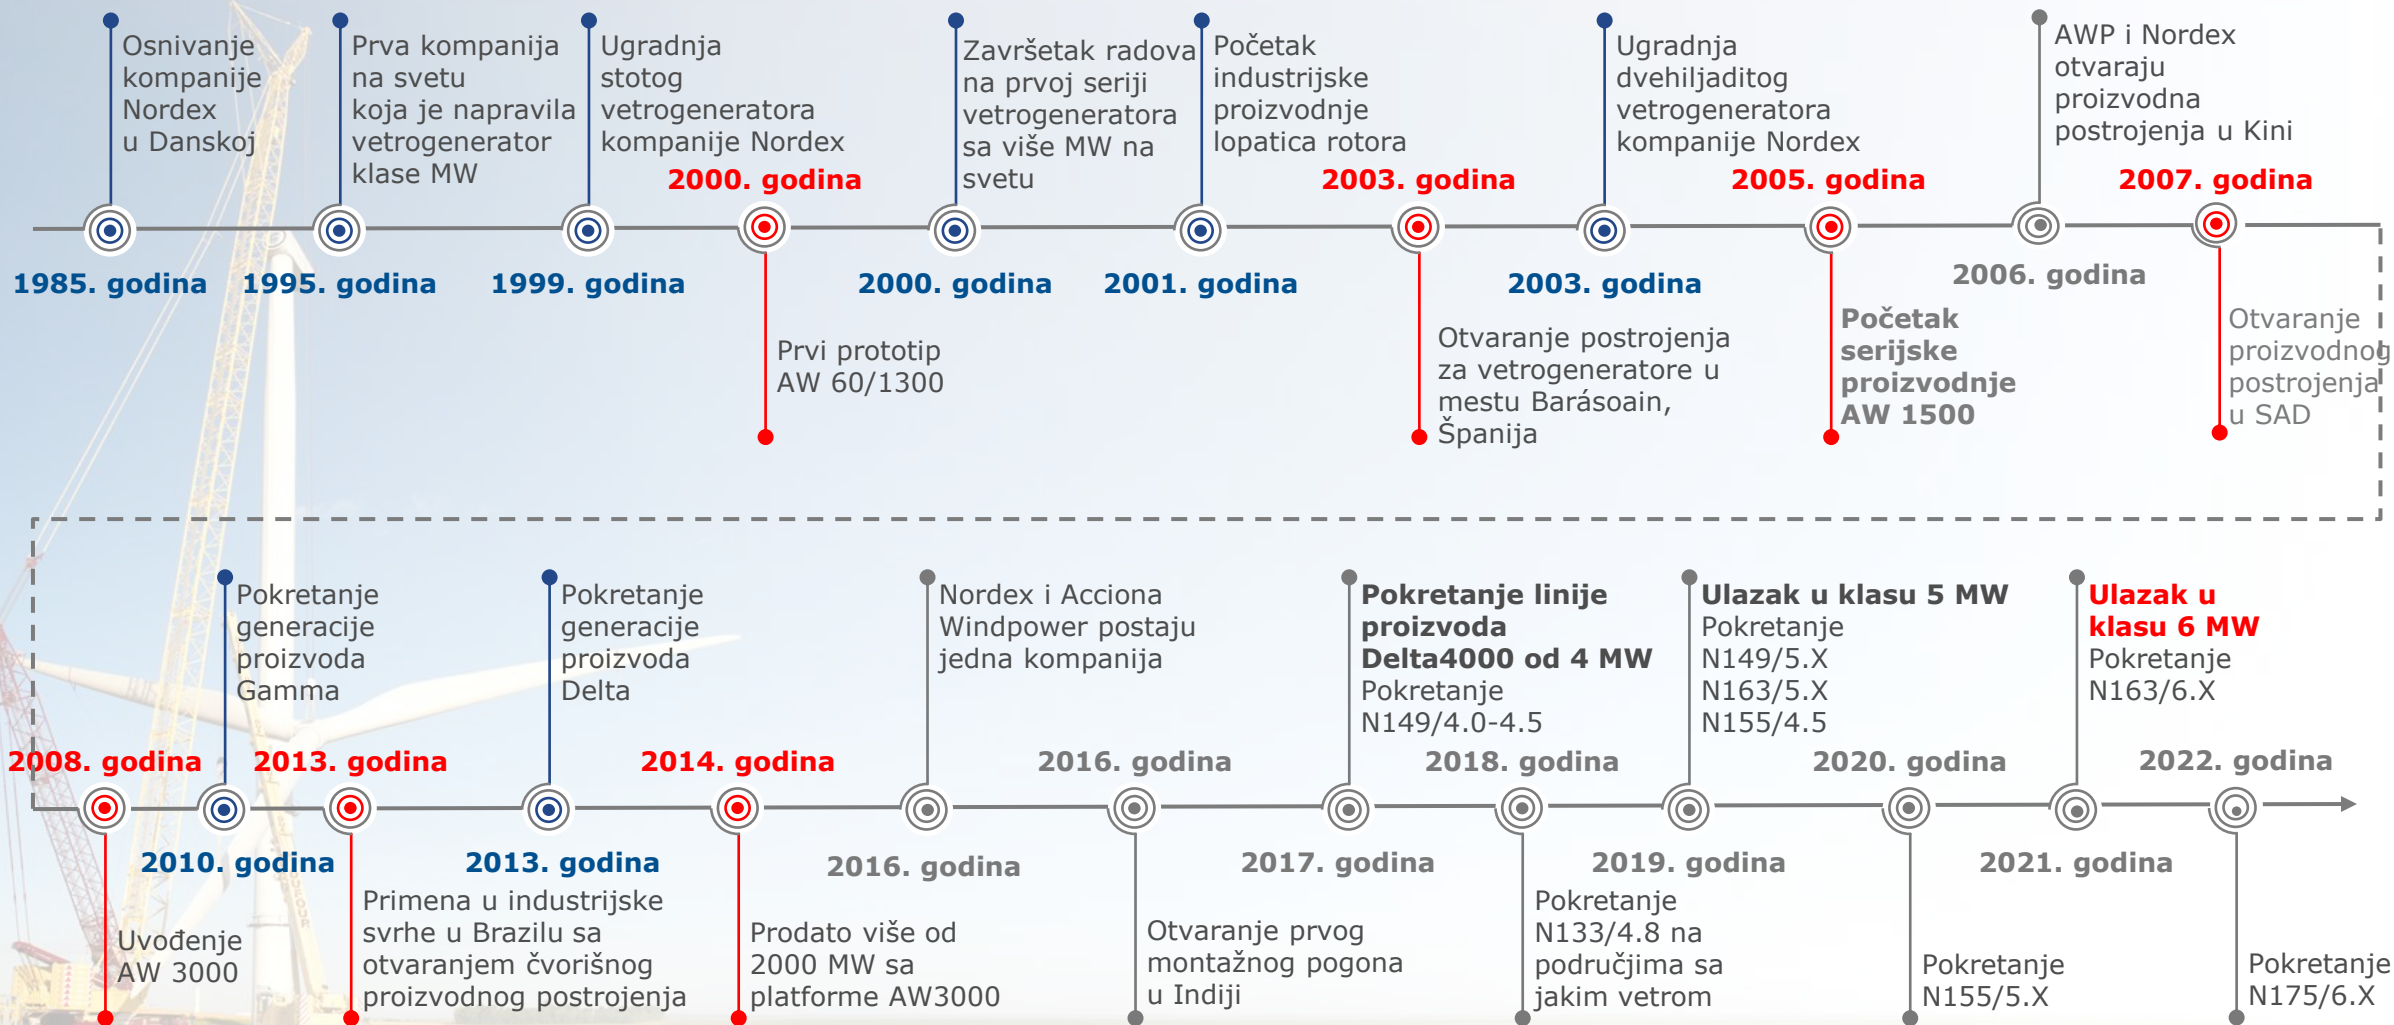 Osnivanje
kompanije
Nordex
u Danskoj
1985. godina
Prva kompanija
na svetu
koja je napravila
vetrogenerator
klase MW
1995. godina
Ugradnja
stotog
vetrogeneratora
kompanije Nordex
1999. godina
2000. godina
Prvi prototip
AW 60/1300
Završetak radova
na prvoj seriji
vetrogeneratora
sa više MW na
svetu
2000. godina
Početak
industrijske
proizvodnje
lopatica rotora
2001. godina
2003. godina
Otvaranje postrojenja
za vetrogeneratore u
mestu Barásoain,
Španija
Ugradnja
dvehiljaditog
vetrogeneratora
kompanije Nordex
2003. godina
2005. godina
Početak
serijske
proizvodnje
AW 1500
AWP i Nordex
otvaraju
proizvodna
postrojenja u Kini
2006. godina
2007. godina
Otvaranje
proizvodnog
postrojenja
u SAD
2008. godina
Uvođenje
AW 3000
Pokretanje
generacije
proizvoda
Gamma
2010. godina
2013. godina
Primena u industrijske
svrhe u Brazilu sa
otvaranjem čvorišnog
proizvodnog postrojenja
Pokretanje
generacije
proizvoda
Delta
2013. godina
2014. godina
Prodato više od
2000 MW sa
platforme AW3000
Nordex i Acciona
Windpower postaju
jedna kompanija
2016. godina
2016. godina
Otvaranje prvog
montažnog pogona
u Indiji
Pokretanje linije
proizvoda
Delta4000 od 4 MW
Pokretanje
N149/4.0-4.5
2017. godina
2018. godina
Pokretanje
N133/4.8 na
područjima sa
jakim vetrom
Ulazak u klasu 5 MW
Pokretanje
N149/5.X
N163/5.X
N155/4.5
2019. godina
2020. godina
Pokretanje
N155/5.X
Ulazak u
klasu 6 MW
Pokretanje
N163/6.X
2021. godina
2022. godina
Pokretanje
N175/6.X